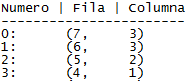 Numero | Fila | Columna
-----------------------
0:     (7,     3)
1:     (6,     3)
2:     (5,     2)
3:     (4,     1)